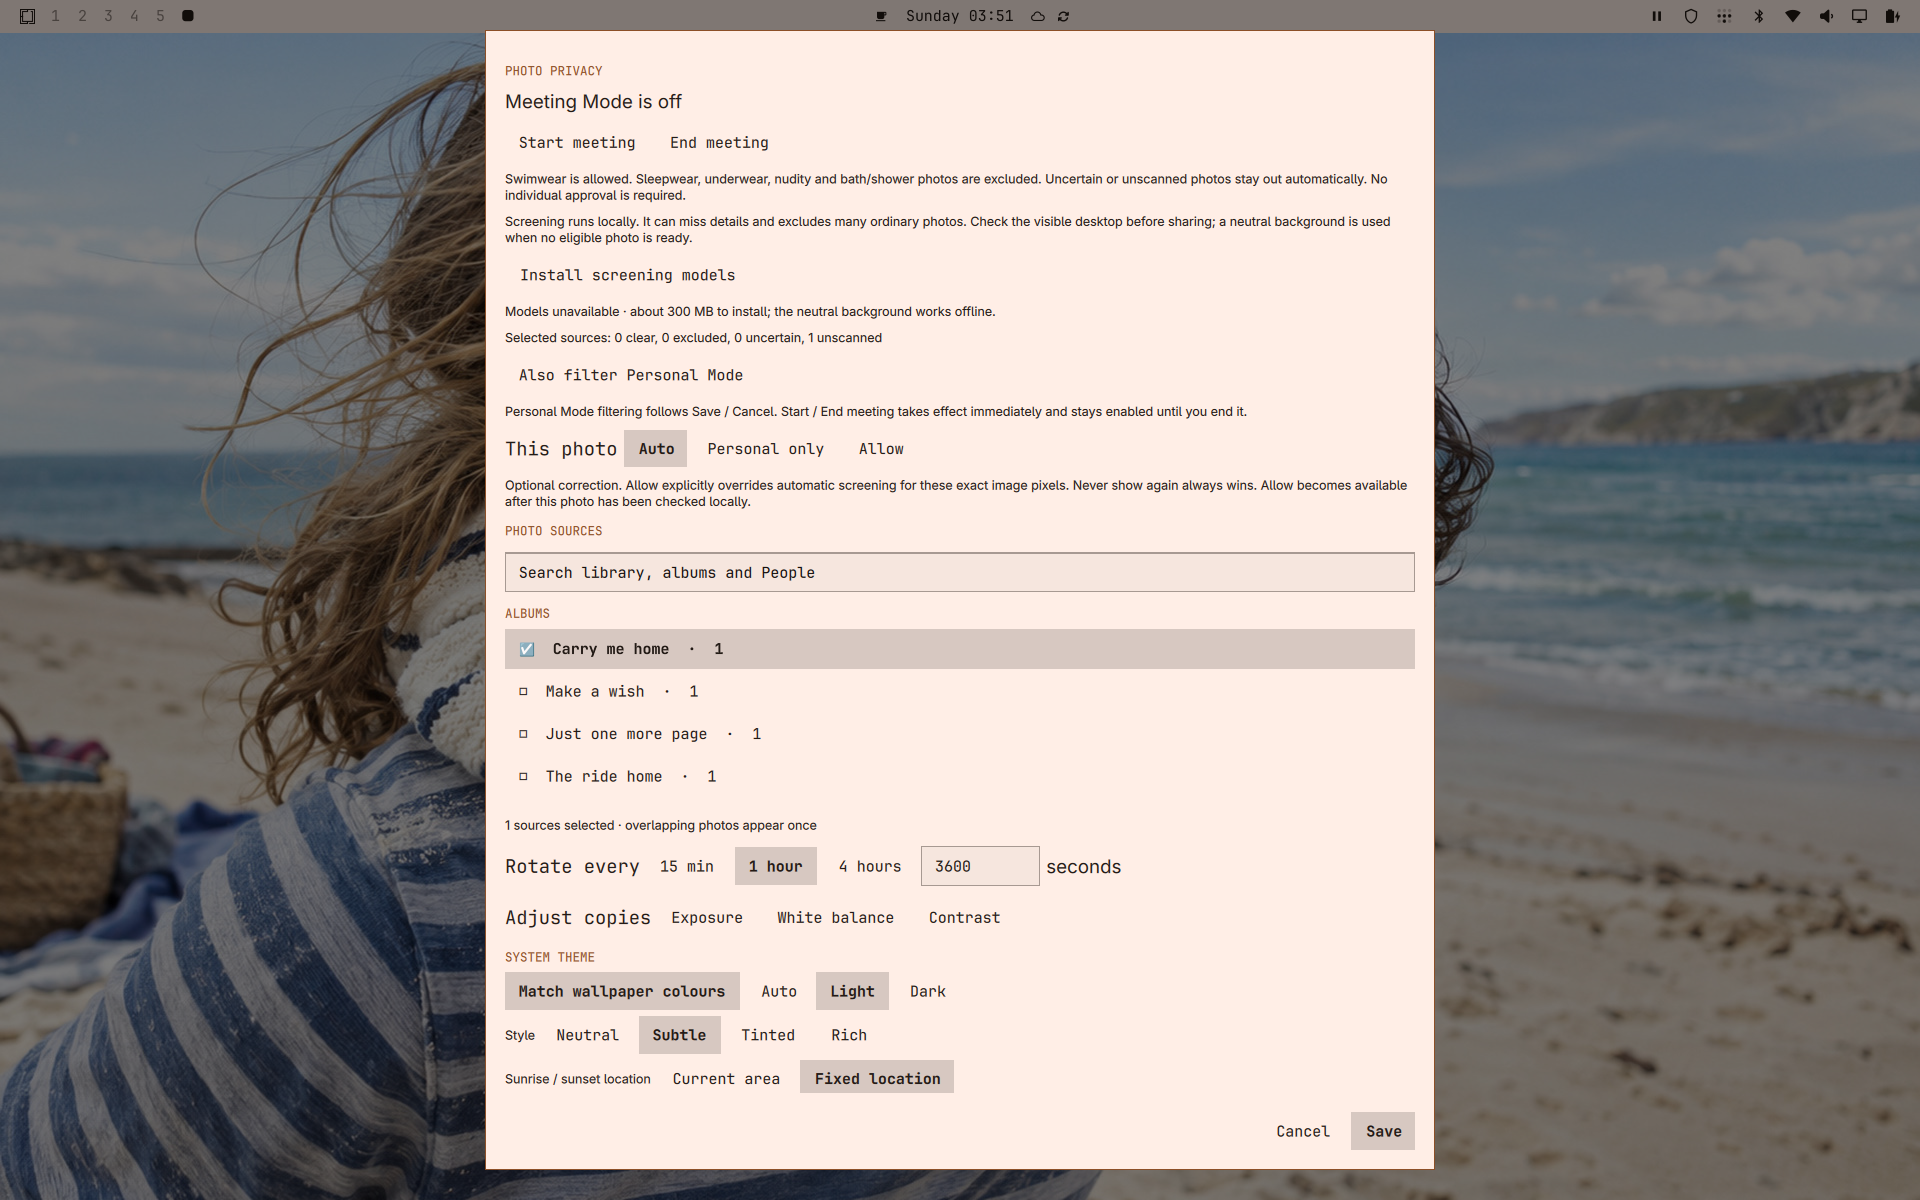 1 2 3 4 5
Sunday 03:51
PHOTO PRIVACY
Meeting Mode is off
Start meeting End meeting
Swimwear is allowed. Sleepwear, underwear, nudity and bath/shower photos are excluded. Uncertain or unscanned photos stay out automatically. No
individual approval is required.
Screening runs locally. It can miss details and excludes many ordinary photos. Check the visible desktop before sharing; a neutral background is used
when no eligible photo is ready.
Install screening models
Models unavailable · about 300 MB to install; the neutral background works offline.
Selected sources: 0 clear, 0 excluded, 0 uncertain, 1 unscanned
Also filter Personal Mode
Personal Mode filtering follows Save / Cancel. Start / End meeting takes effect immediately and stays enabled until you end it.
This photo Auto Personal only Allow
Optional correction. Allow explicitly overrides automatic screening for these exact image pixels. Never show again always wins. Allow becomes available
after this photo has been checked locally.
PHOTO SOURCES
Search library, albums and People
ALBUMS
Carry me home · 1
Make a wish · 1
Just one more page · 1
The ride home · 1
1 sources selected · overlapping photos appear once
Rotate every 15 min 1 hour 4 hours 3600 seconds
Adjust copies Exposure White balance Contrast
SYSTEM THEME
Match wallpaper colours Auto Light Dark
Style Neutral Subtle Tinted Rich
Sunrise / sunset location Current area Fixed location
Cancel Save